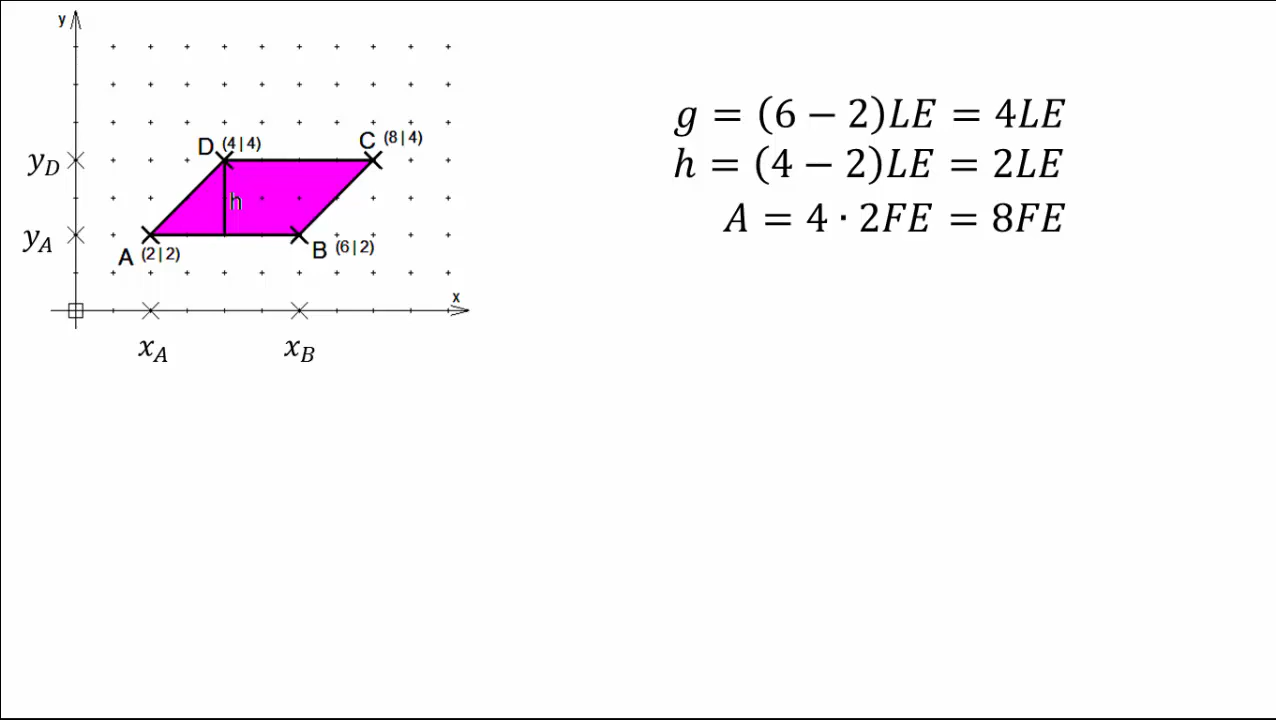 y
D (4|4)
C (8|4)
y_D
h
y_A
A (2|2)
B (6|2)
x
x_A
x_B
g = (6 − 2)LE = 4LE
h = (4 − 2)LE = 2LE
A = 4 · 2FE = 8FE